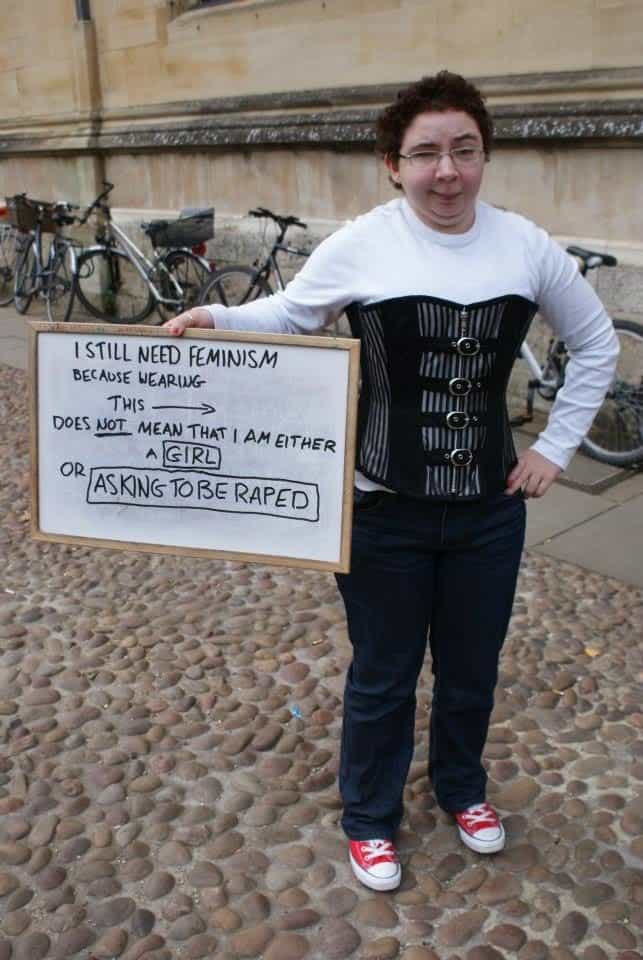 I STILL NEED FEMINISM
BECAUSE WEARING
THIS →
DOES NOT MEAN THAT I AM EITHER
A GIRL
OR ASKING TO BE RAPED